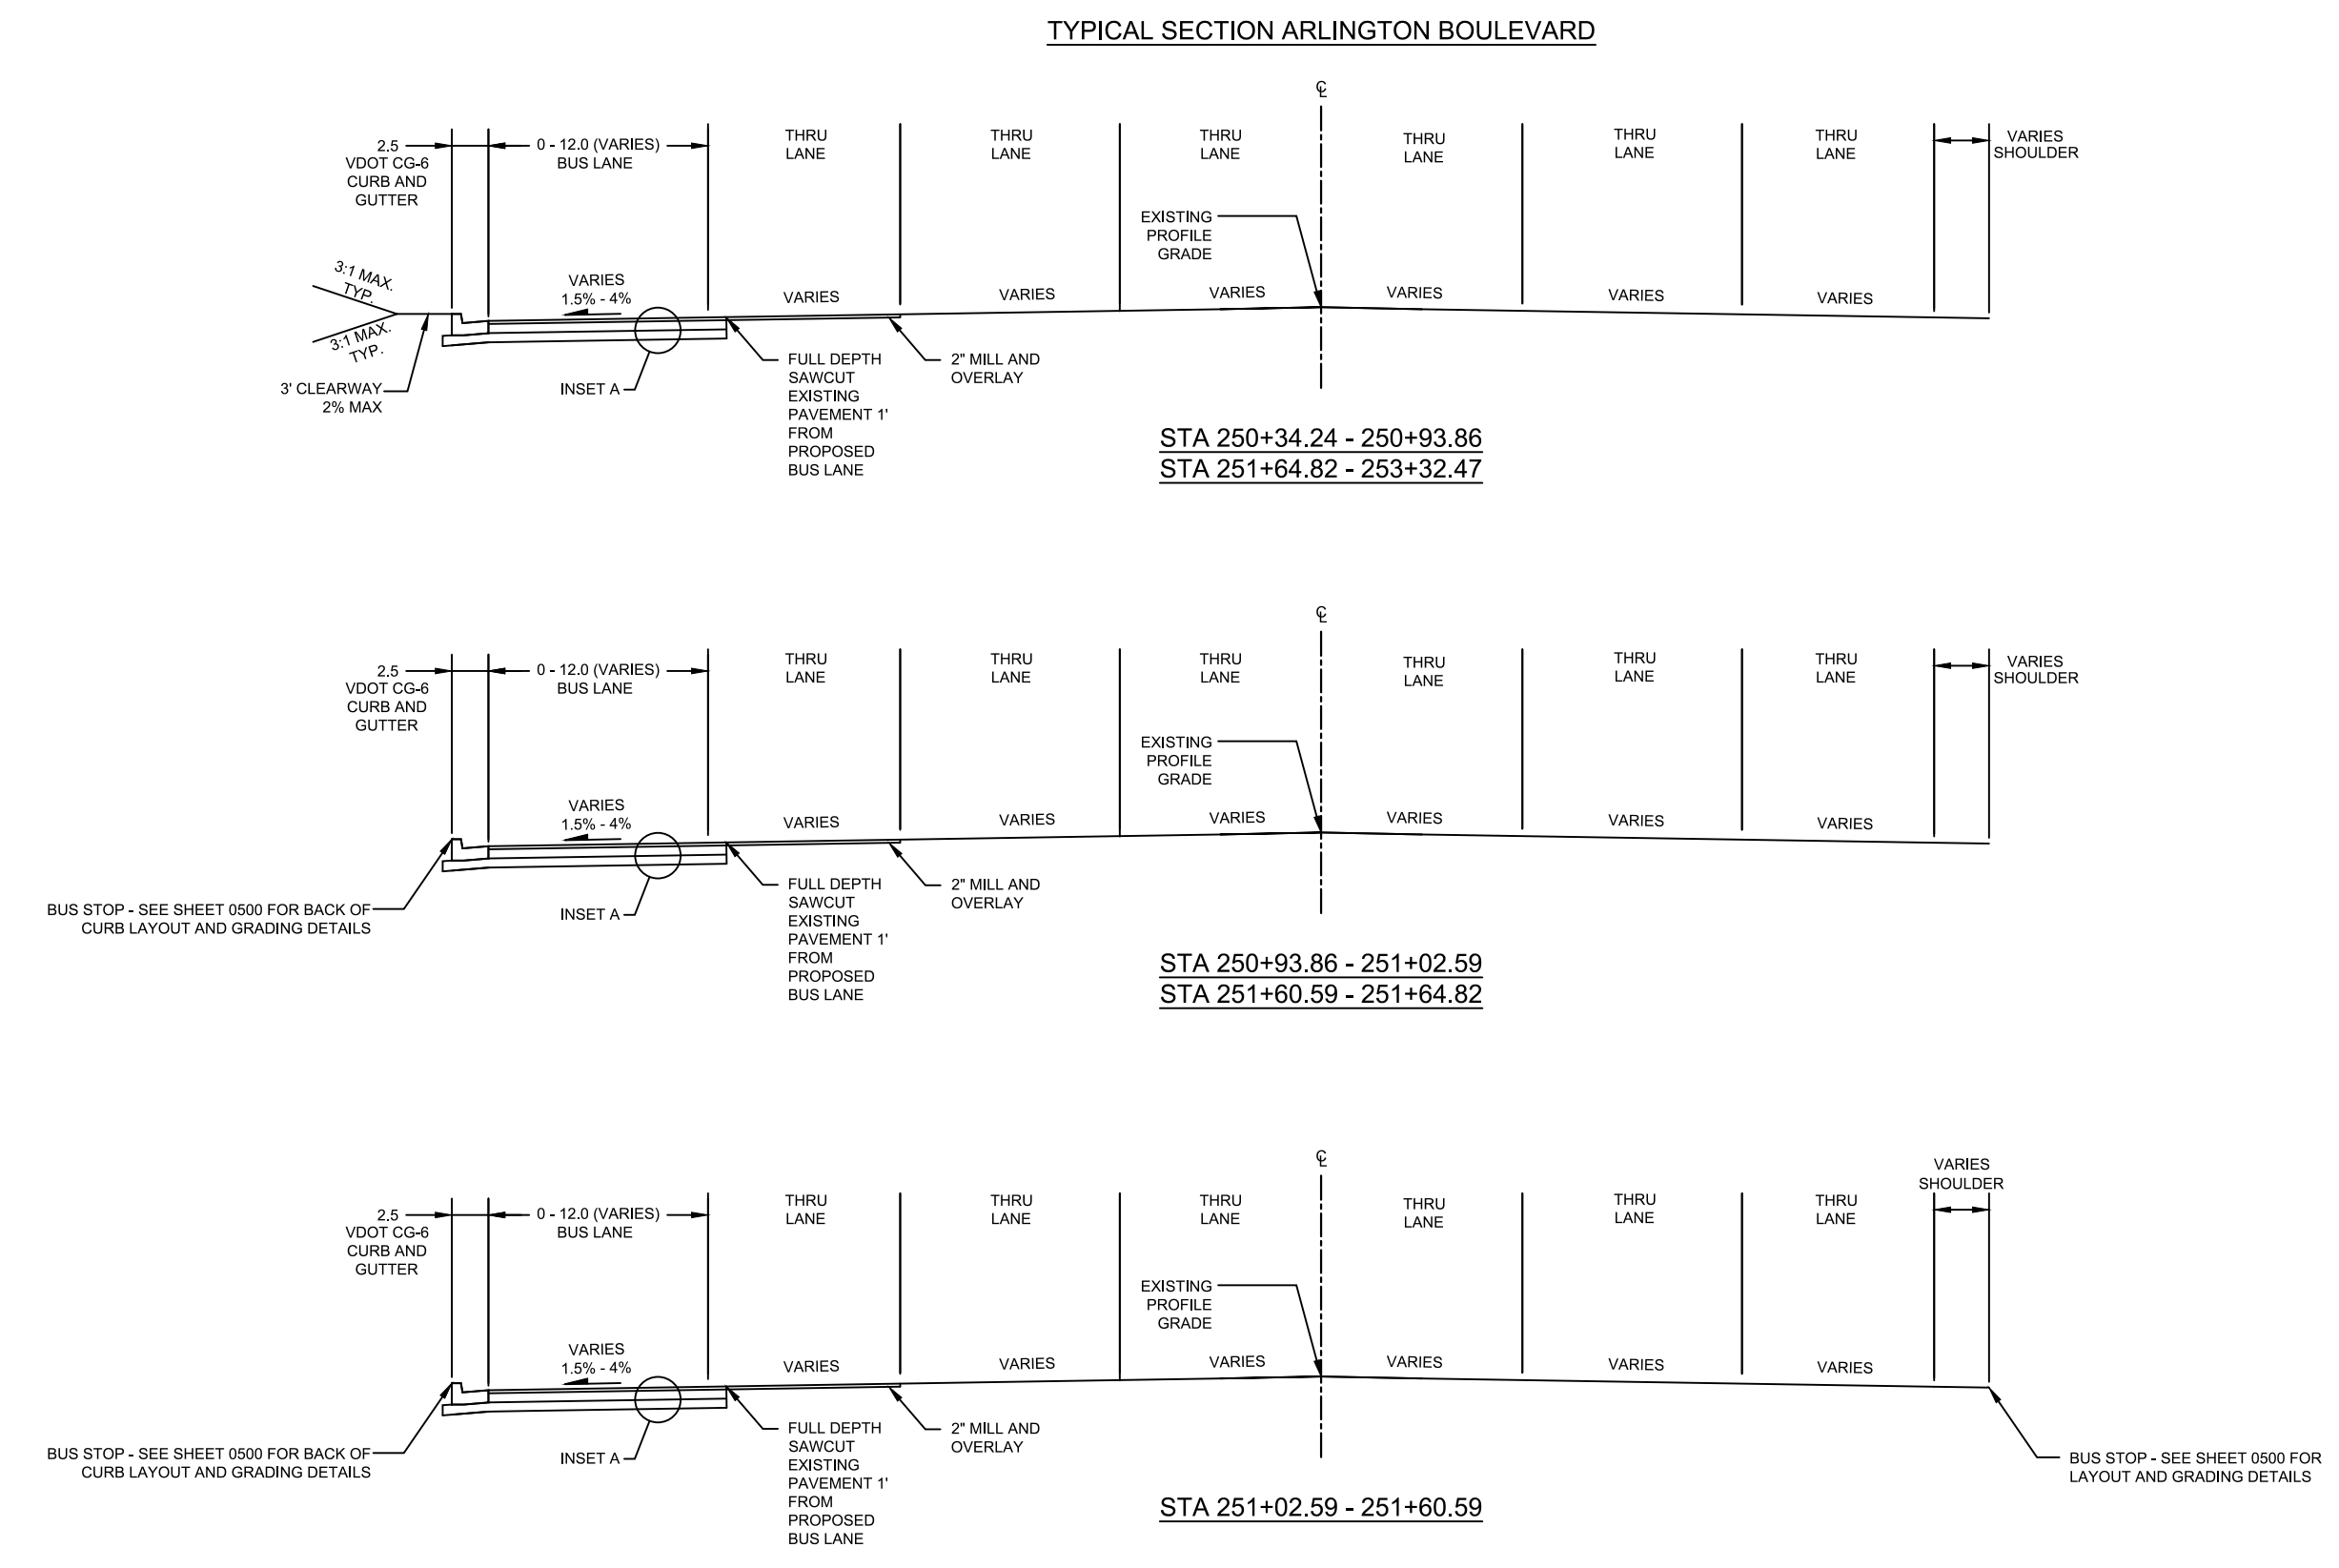 TYPICAL SECTION ARLINGTON BOULEVARD
℄
2.5
VDOT CG-6
CURB AND
GUTTER
0 - 12.0 (VARIES)
BUS LANE
THRU
LANE
THRU
LANE
THRU
LANE
THRU
LANE
THRU
LANE
THRU
LANE
VARIES
SHOULDER
EXISTING
PROFILE
GRADE
3:1 MAX.
TYP.
3:1 MAX.
TYP.
VARIES
1.5% - 4%
VARIES
VARIES
VARIES
VARIES
VARIES
VARIES
3' CLEARWAY
2% MAX
INSET A
FULL DEPTH
SAWCUT
EXISTING
PAVEMENT 1'
FROM
PROPOSED
BUS LANE
2" MILL AND
OVERLAY
STA 250+34.24 - 250+93.86
STA 251+64.82 - 253+32.47
℄
2.5
VDOT CG-6
CURB AND
GUTTER
0 - 12.0 (VARIES)
BUS LANE
THRU
LANE
THRU
LANE
THRU
LANE
THRU
LANE
THRU
LANE
THRU
LANE
VARIES
SHOULDER
EXISTING
PROFILE
GRADE
VARIES
1.5% - 4%
VARIES
VARIES
VARIES
VARIES
VARIES
VARIES
BUS STOP - SEE SHEET 0500 FOR BACK OF
CURB LAYOUT AND GRADING DETAILS
INSET A
FULL DEPTH
SAWCUT
EXISTING
PAVEMENT 1'
FROM
PROPOSED
BUS LANE
2" MILL AND
OVERLAY
STA 250+93.86 - 251+02.59
STA 251+60.59 - 251+64.82
℄
2.5
VDOT CG-6
CURB AND
GUTTER
0 - 12.0 (VARIES)
BUS LANE
THRU
LANE
THRU
LANE
THRU
LANE
THRU
LANE
THRU
LANE
THRU
LANE
VARIES
SHOULDER
EXISTING
PROFILE
GRADE
VARIES
1.5% - 4%
VARIES
VARIES
VARIES
VARIES
VARIES
VARIES
BUS STOP - SEE SHEET 0500 FOR BACK OF
CURB LAYOUT AND GRADING DETAILS
INSET A
FULL DEPTH
SAWCUT
EXISTING
PAVEMENT 1'
FROM
PROPOSED
BUS LANE
2" MILL AND
OVERLAY
BUS STOP - SEE SHEET 0500 FOR
LAYOUT AND GRADING DETAILS
STA 251+02.59 - 251+60.59